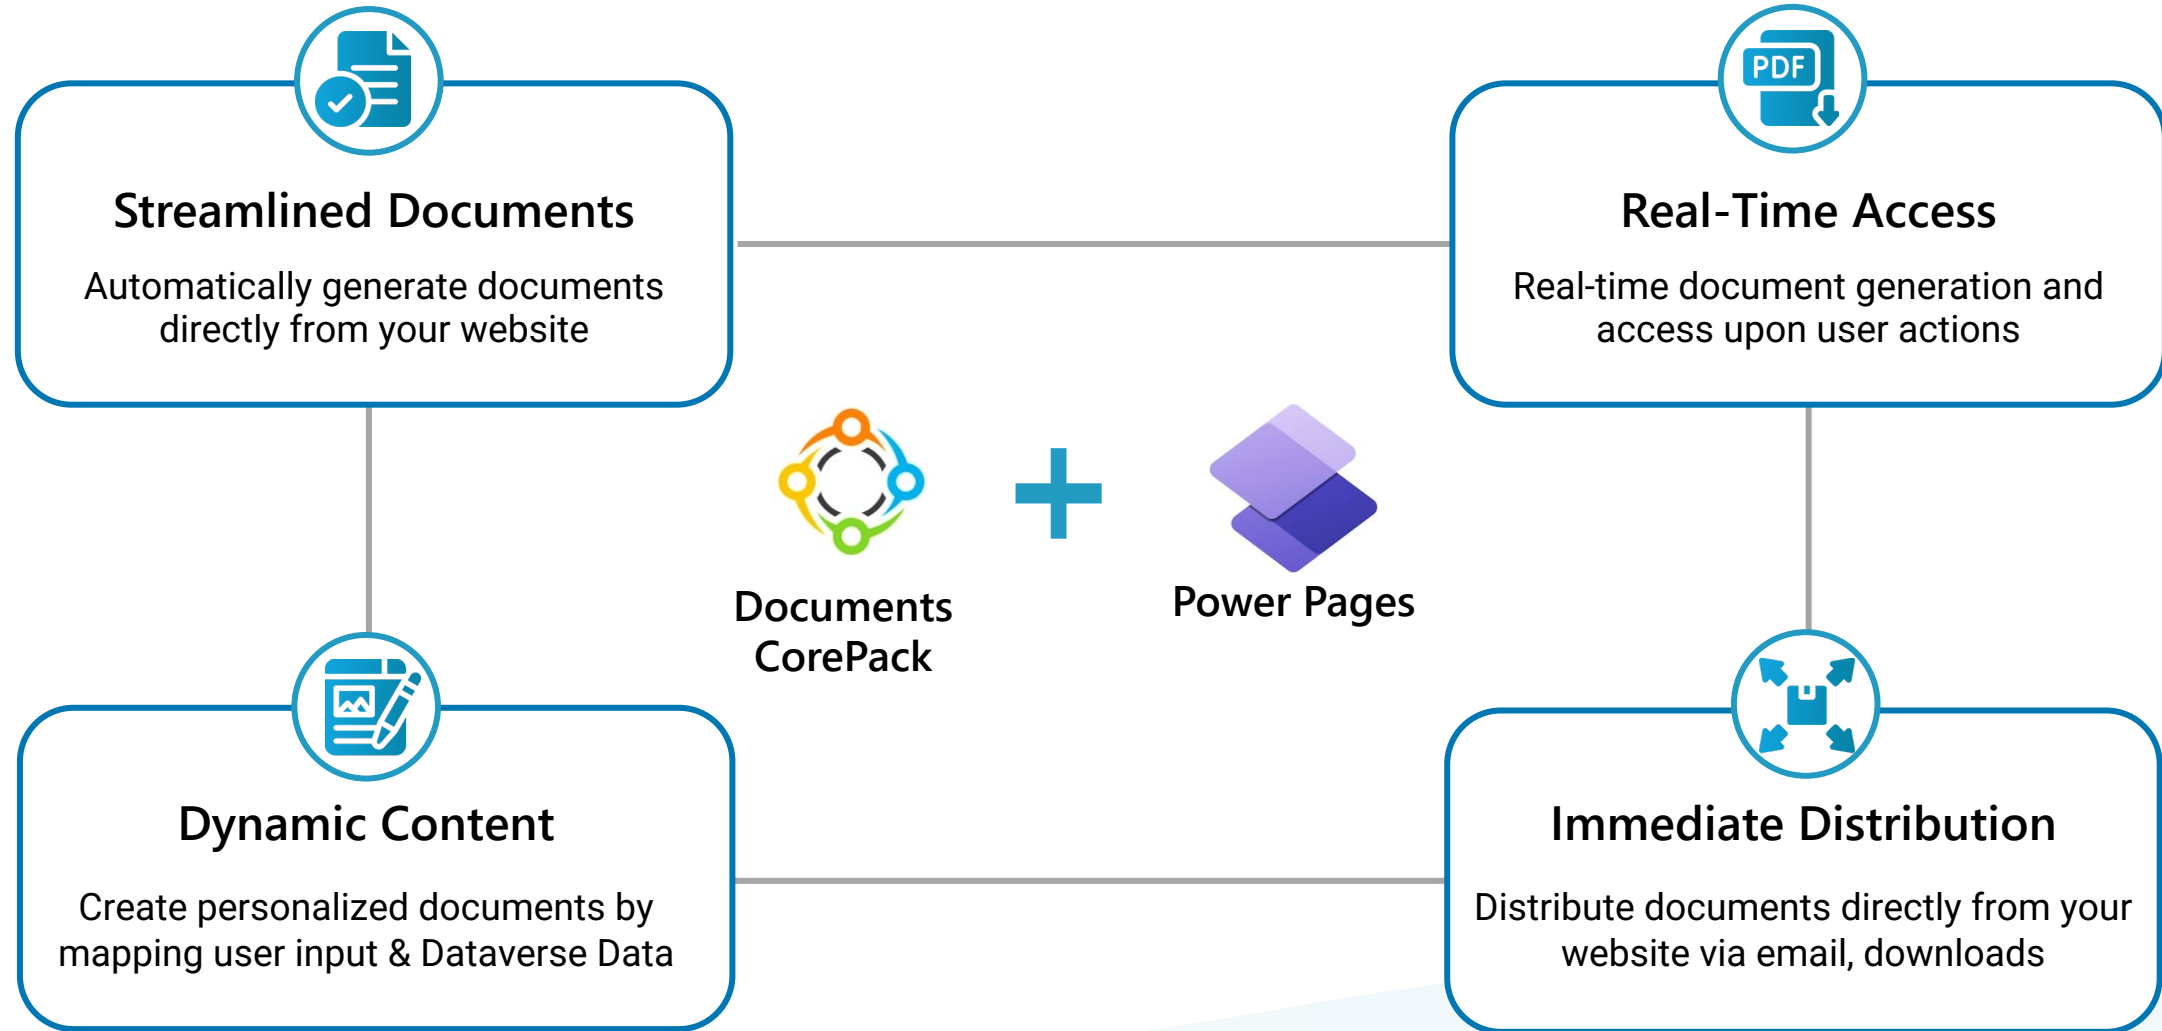 Streamlined Documents
Automatically generate documents
directly from your website
PDF
Real-Time Access
Real-time document generation and
access upon user actions
Documents
CorePack
Power Pages
Dynamic Content
Create personalized documents by
mapping user input & Dataverse Data
Immediate Distribution
Distribute documents directly from your
website via email, downloads